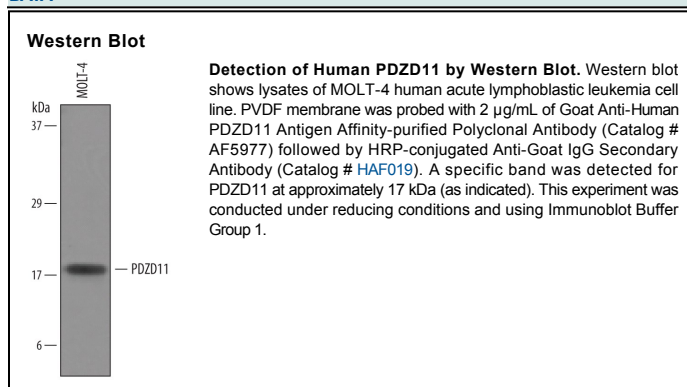 Western Blot
MOLT-4
kDa
37
29
17
6
PDZD11
Detection of Human PDZD11 by Western Blot. Western blot
shows lysates of MOLT-4 human acute lymphoblastic leukemia cell
line. PVDF membrane was probed with 2 µg/mL of Goat Anti-Human
PDZD11 Antigen Affinity-purified Polyclonal Antibody (Catalog #
AF5977) followed by HRP-conjugated Anti-Goat IgG Secondary
Antibody (Catalog # HAF019). A specific band was detected for
PDZD11 at approximately 17 kDa (as indicated). This experiment was
conducted under reducing conditions and using Immunoblot Buffer
Group 1.